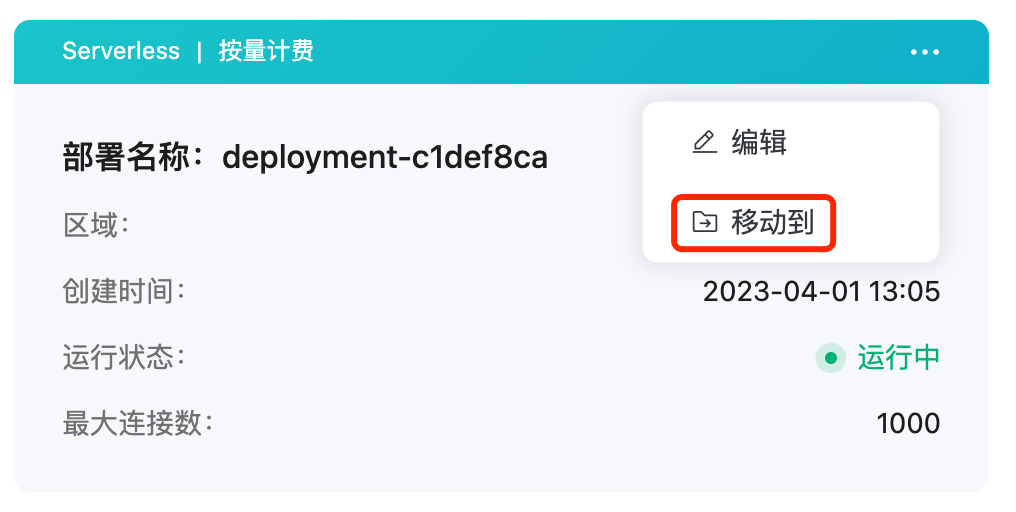 Serverless | 按量计费
编辑
部署名称：deployment-c1def8ca
移动到
区域：
创建时间： 2023-04-01 13:05
运行状态： 运行中
最大连接数： 1000